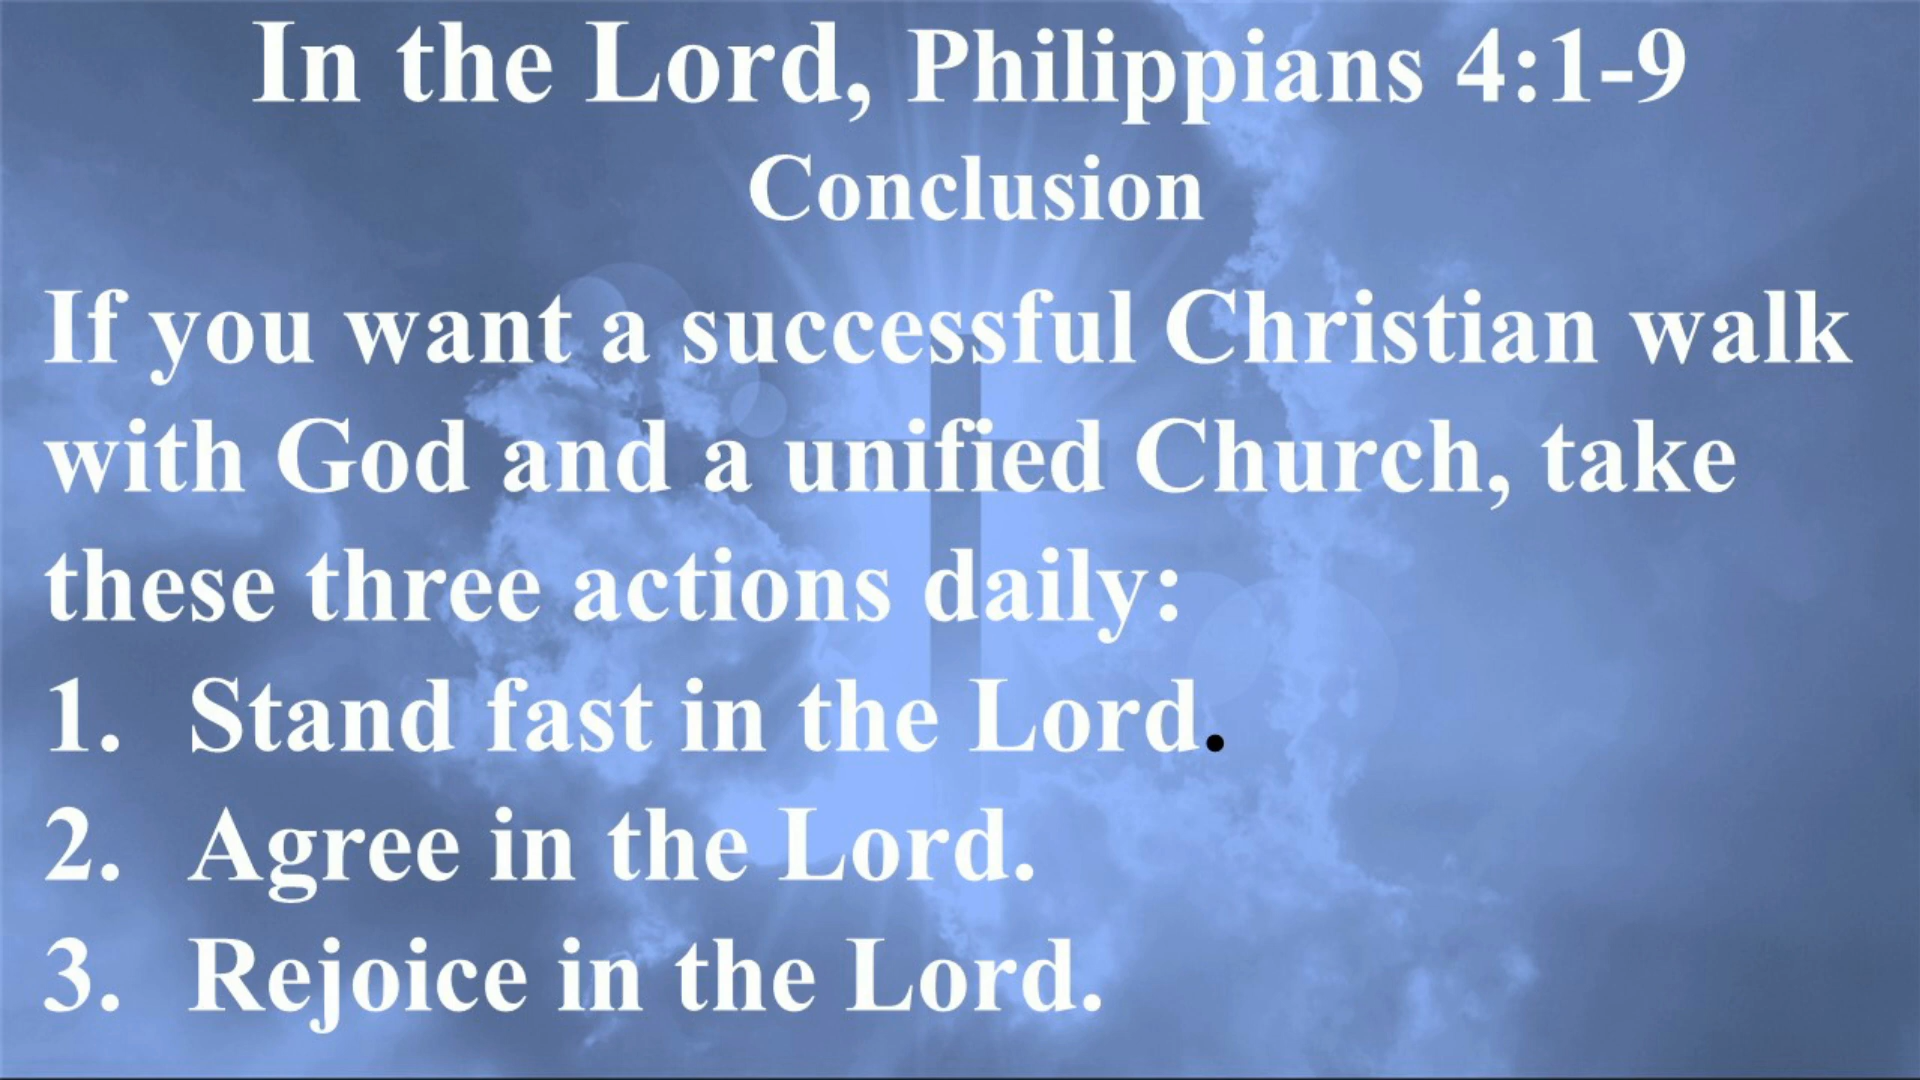 In the Lord, Philippians 4:1-9
Conclusion
If you want a successful Christian walk
with God and a unified Church, take
these three actions daily:
1. Stand fast in the Lord.
2. Agree in the Lord.
3. Rejoice in the Lord.